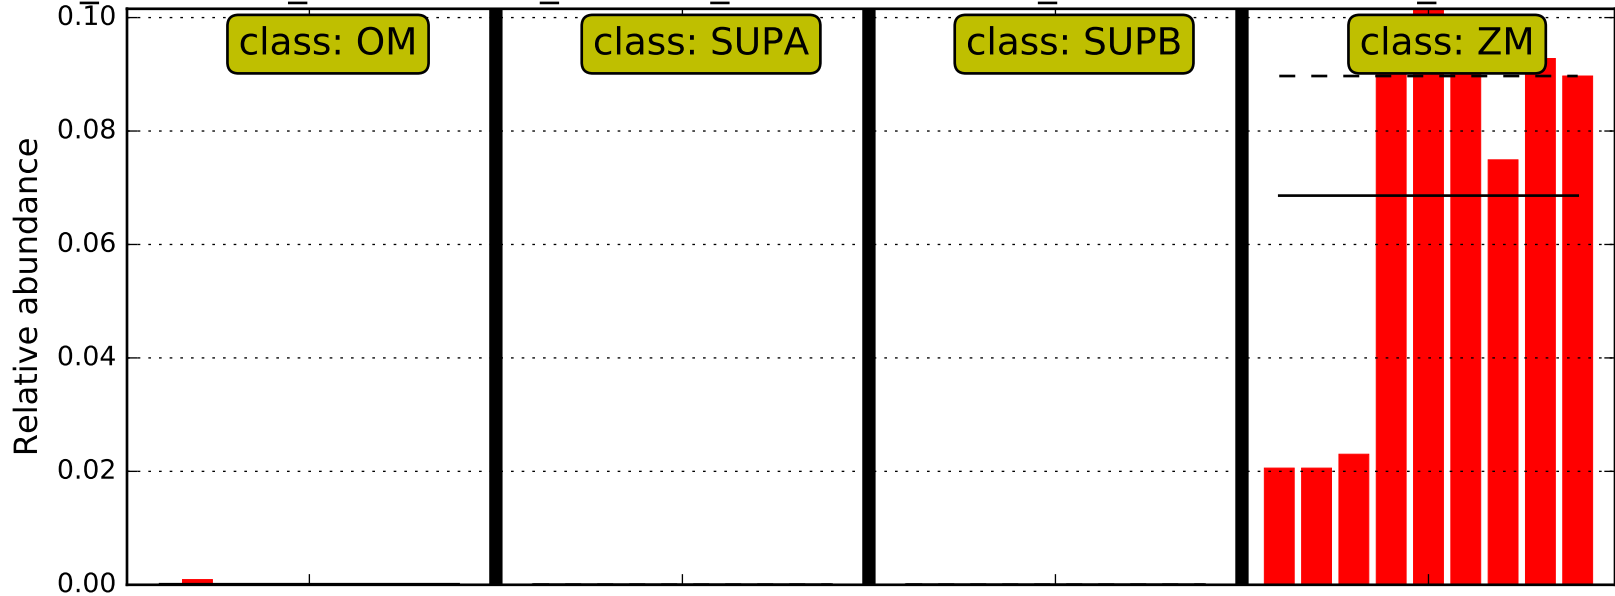 class: OM
class: SUPA
class: SUPB
class: ZM
Relative abundance
0.10
0.08
0.06
0.04
0.02
0.00